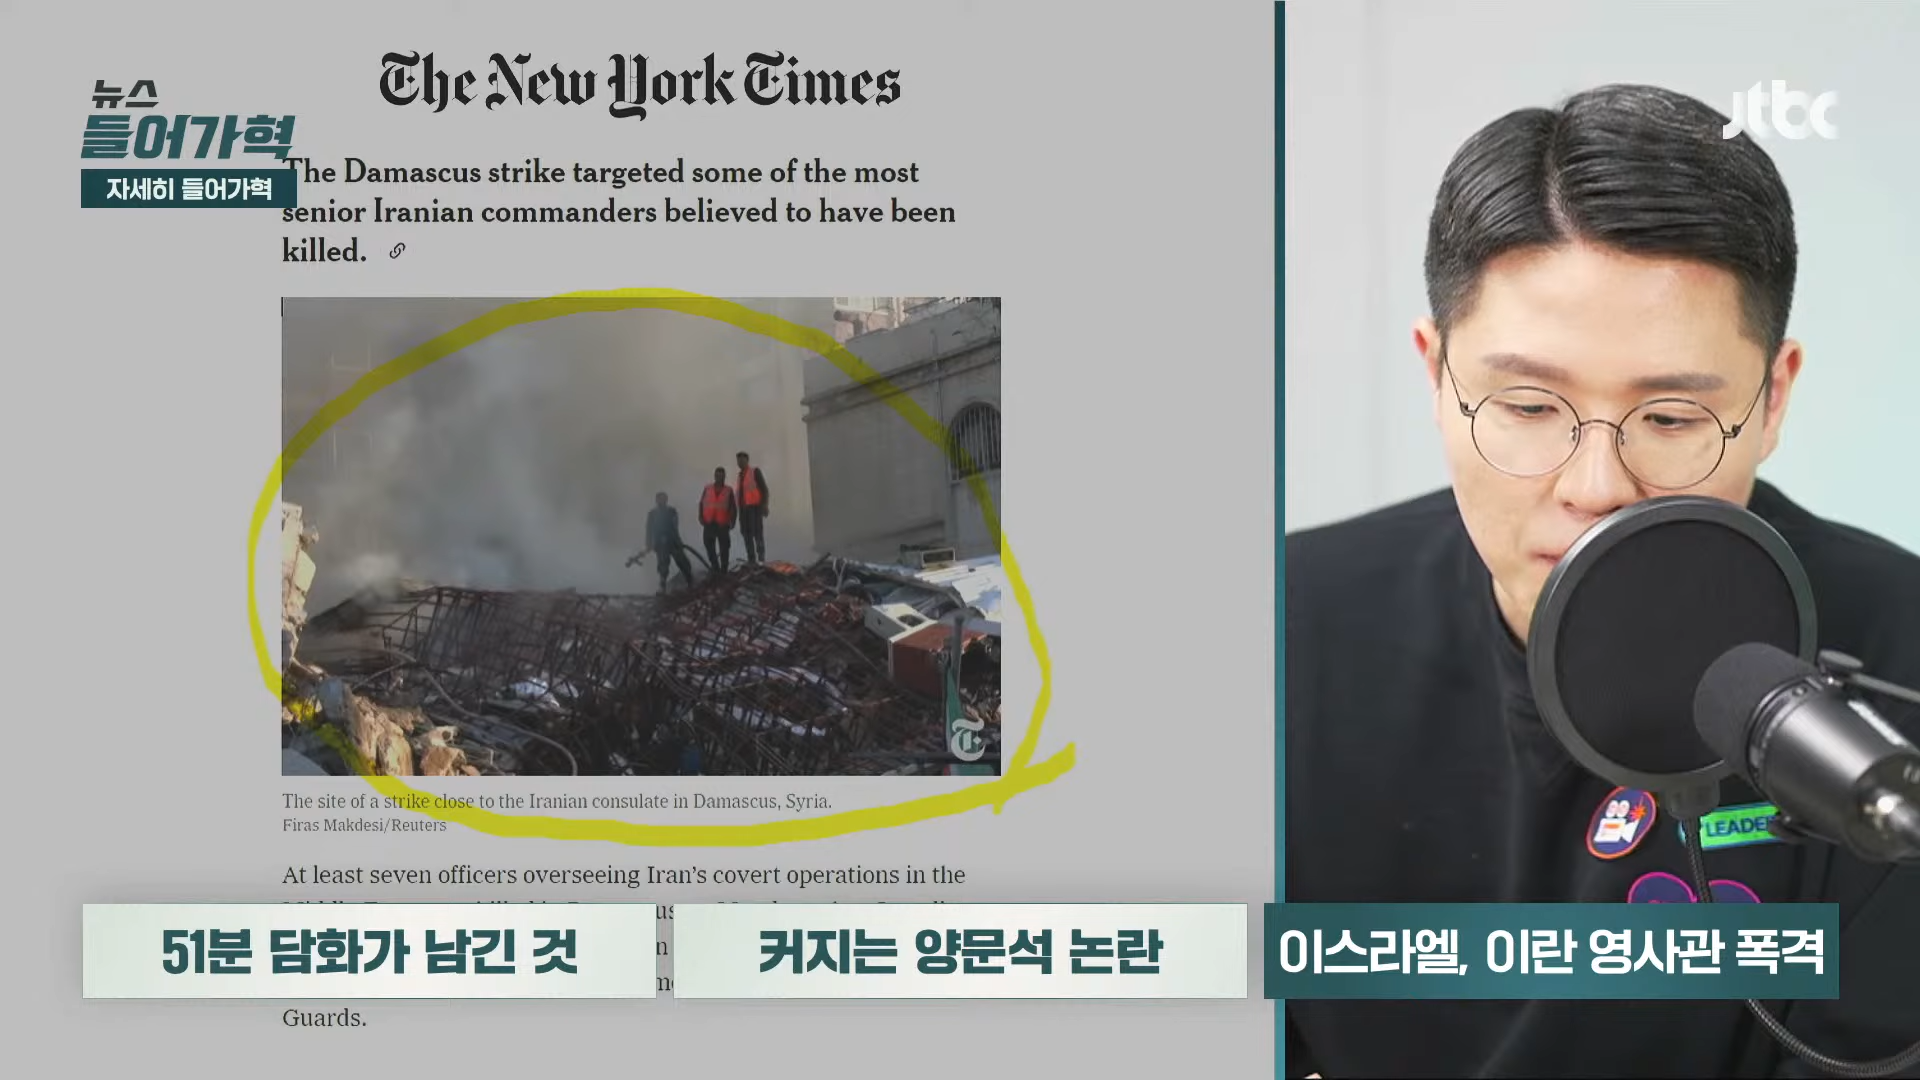 뉴스
들어가혁
자세히 들어가혁
The New York Times
The Damascus strike targeted some of the most
senior Iranian commanders believed to have been
killed.
T
The site of a strike close to the Iranian consulate in Damascus, Syria.
Firas Makdesi/Reuters
At least seven officers overseeing Iran's covert operations in the
Guards.
jtbc
LEADER
51분 담화가 남긴 것
커지는 양문석 논란
이스라엘, 이란 영사관 폭격